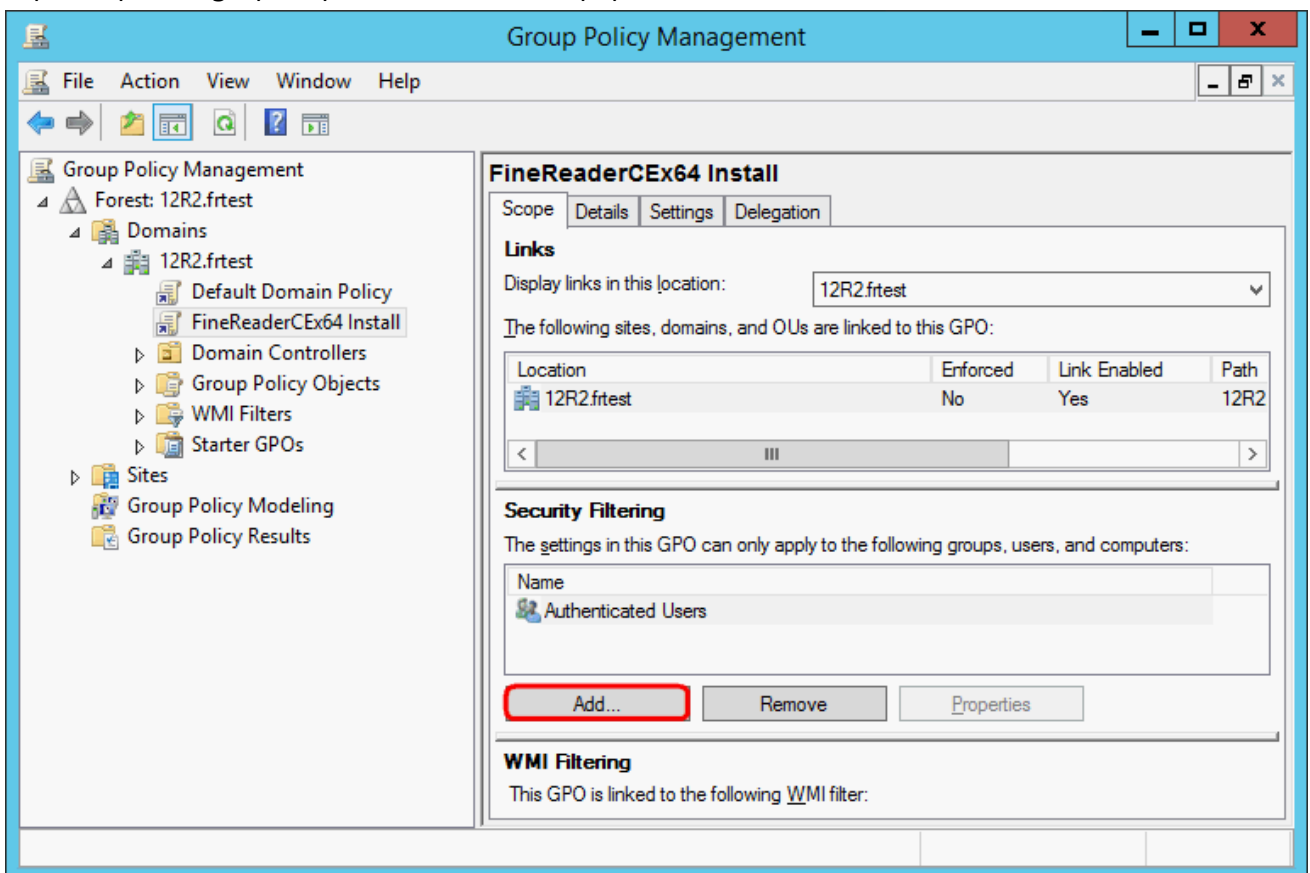 Group Policy Management
File Action View Window Help
Group Policy Management
Forest: 12R2.frtest
Domains
12R2.frtest
Default Domain Policy
FineReaderCEx64 Install
Domain Controllers
Group Policy Objects
WMI Filters
Starter GPOs
Sites
Group Policy Modeling
Group Policy Results
FineReaderCEx64 Install
Scope Details Settings Delegation
Links
Display links in this location: 12R2.frtest
The following sites, domains, and OUs are linked to this GPO:
Location Enforced Link Enabled Path
12R2.frtest No Yes 12R2
Security Filtering
The settings in this GPO can only apply to the following groups, users, and computers:
Name
Authenticated Users
Add... Remove Properties
WMI Filtering
This GPO is linked to the following WMI filter: